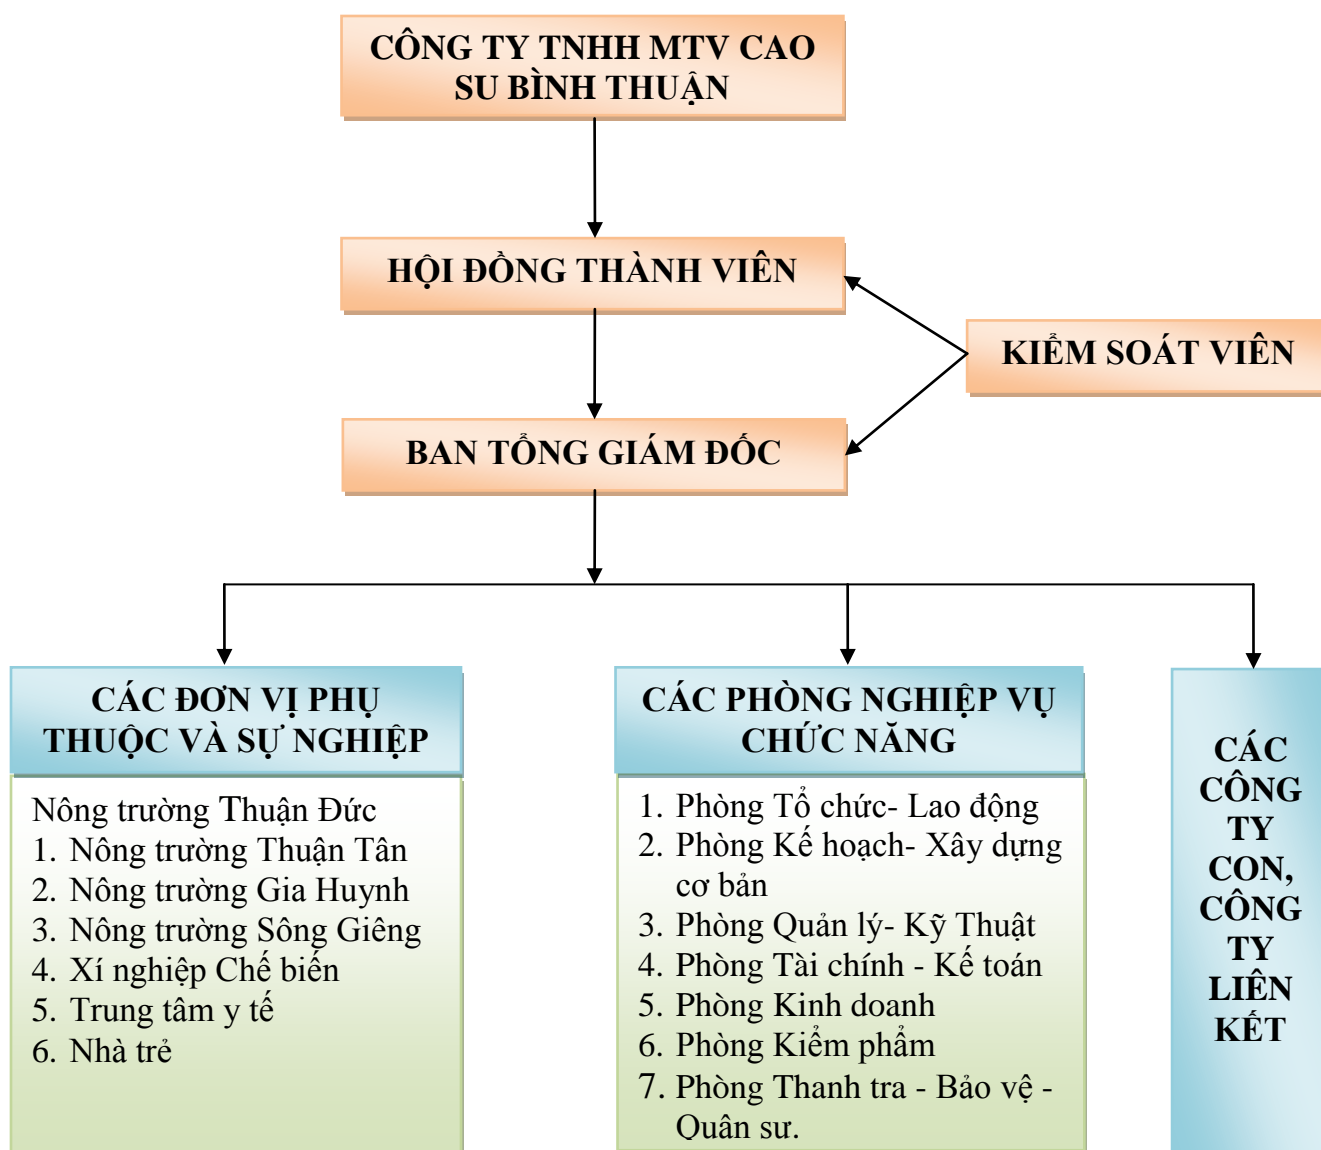 CÔNG TY TNHH MTV CAO
SU BÌNH THUẬN
HỘI ĐỒNG THÀNH VIÊN
KIỂM SOÁT VIÊN
BAN TỔNG GIÁM ĐỐC
CÁC ĐƠN VỊ PHỤ
THUỘC VÀ SỰ NGHIỆP
Nông trường Thuận Đức
1. Nông trường Thuận Tân
2. Nông trường Gia Huynh
3. Nông trường Sông Giêng
4. Xí nghiệp Chế biến
5. Trung tâm y tế
6. Nhà trẻ
CÁC PHÒNG NGHIỆP VỤ
CHỨC NĂNG
1. Phòng Tổ chức- Lao động
2. Phòng Kế hoạch- Xây dựng
cơ bản
3. Phòng Quản lý- Kỹ Thuật
4. Phòng Tài chính - Kế toán
5. Phòng Kinh doanh
6. Phòng Kiểm phẩm
7. Phòng Thanh tra - Bảo vệ -
Quân sư.
CÁC
CÔNG
TY
CON,
CÔNG
TY
LIÊN
KẾT